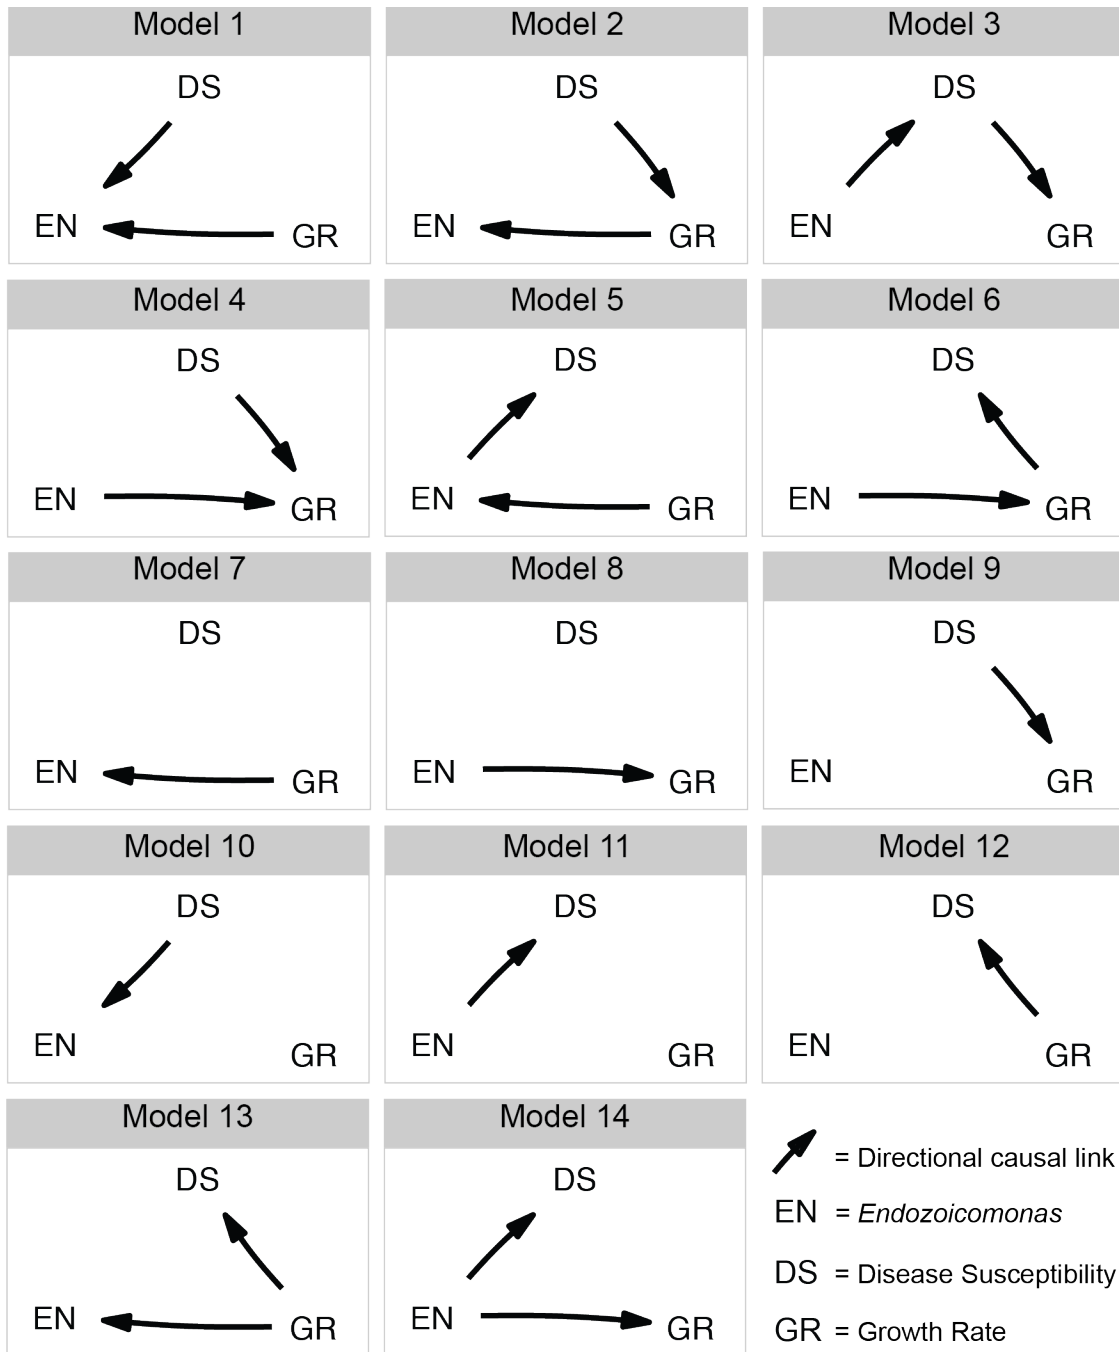 Model 1
Model 2
Model 3
DS
DS
DS
EN
GR
EN
GR
EN
GR
Model 4
Model 5
Model 6
DS
DS
DS
EN
GR
EN
GR
EN
GR
Model 7
Model 8
Model 9
DS
DS
DS
EN
GR
EN
GR
EN
GR
Model 10
Model 11
Model 12
DS
DS
DS
EN
GR
EN
GR
EN
GR
Model 13
Model 14
DS
DS
EN
GR
EN
GR
= Directional causal link
EN = Endozoicomonas
DS = Disease Susceptibility
GR = Growth Rate